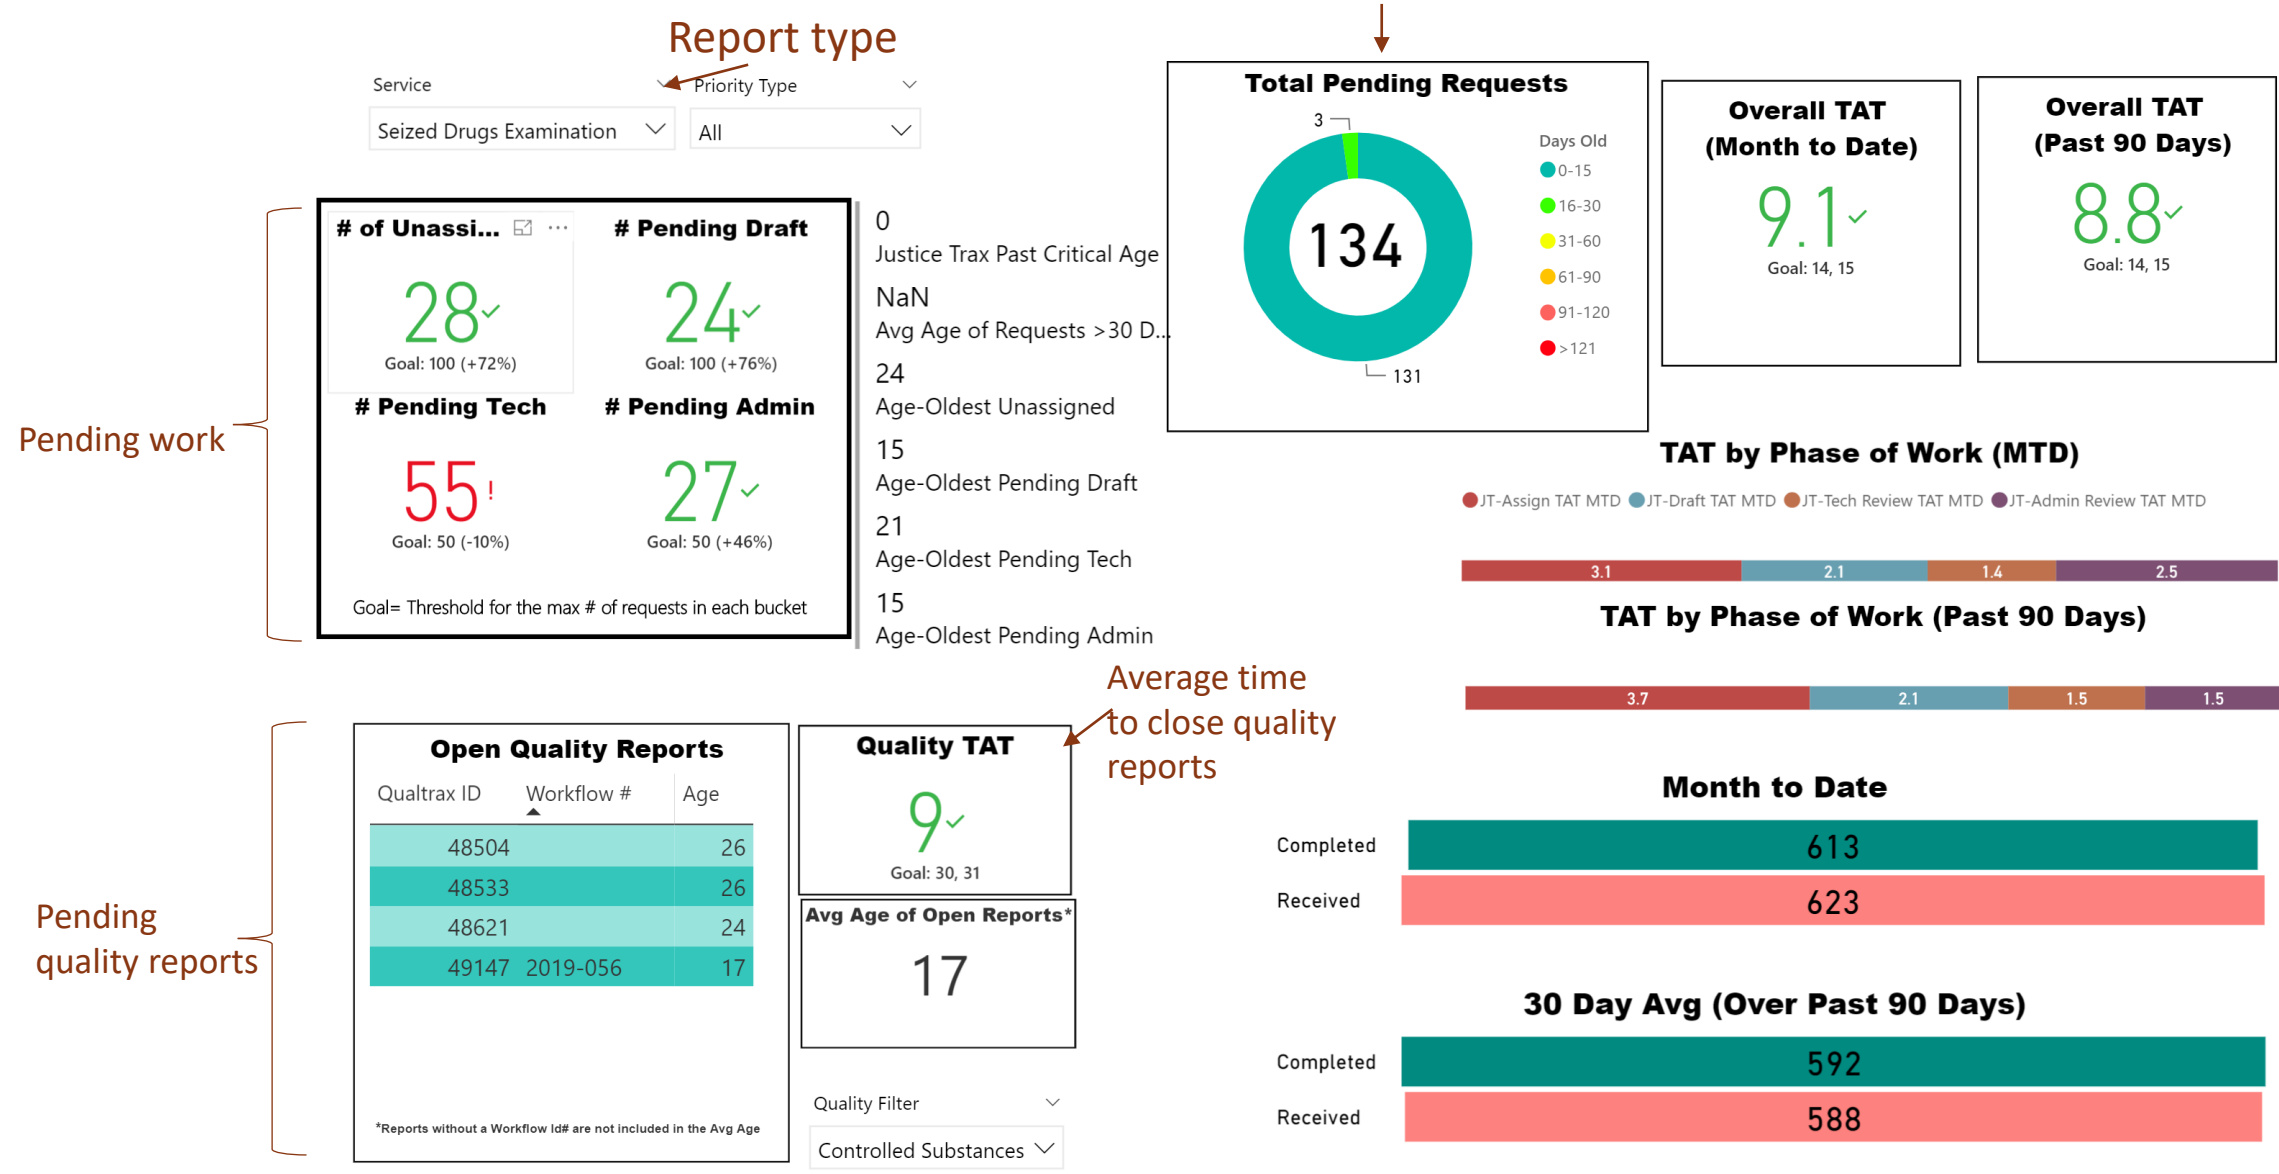 Report type
Service
Priority Type
Seized Drugs Examination
All
# of Unassi...
# Pending Draft
28
24
Goal: 100 (+72%)
Goal: 100 (+76%)
# Pending Tech
# Pending Admin
55!
27
Goal: 50 (-10%)
Goal: 50 (+46%)
Goal= Threshold for the max # of requests in each bucket
Pending work
0
Justice Trax Past Critical Age
NaN
Avg Age of Requests >30 D...
24
Age-Oldest Unassigned
15
Age-Oldest Pending Draft
21
Age-Oldest Pending Tech
15
Age-Oldest Pending Admin
Total Pending Requests
3
134
131
Days Old
0-15
16-30
31-60
61-90
91-120
>121
Overall TAT
(Month to Date)
9.1
Goal: 14, 15
Overall TAT
(Past 90 Days)
8.8
Goal: 14, 15
TAT by Phase of Work (MTD)
JT-Assign TAT MTD JT-Draft TAT MTD JT-Tech Review TAT MTD JT-Admin Review TAT MTD
3.1 2.1 1.4 2.5
TAT by Phase of Work (Past 90 Days)
3.7 2.1 1.5 1.5
Pending
quality reports
Open Quality Reports
Qualtrax ID Workflow # Age
48504 26
48533 26
48621 24
49147 2019-056 17
*Reports without a Workflow Id# are not included in the Avg Age
Quality TAT
9
Goal: 30, 31
Average time
to close quality
reports
Avg Age of Open Reports*
17
Quality Filter
Controlled Substances
Month to Date
Completed 613
Received 623
30 Day Avg (Over Past 90 Days)
Completed 592
Received 588